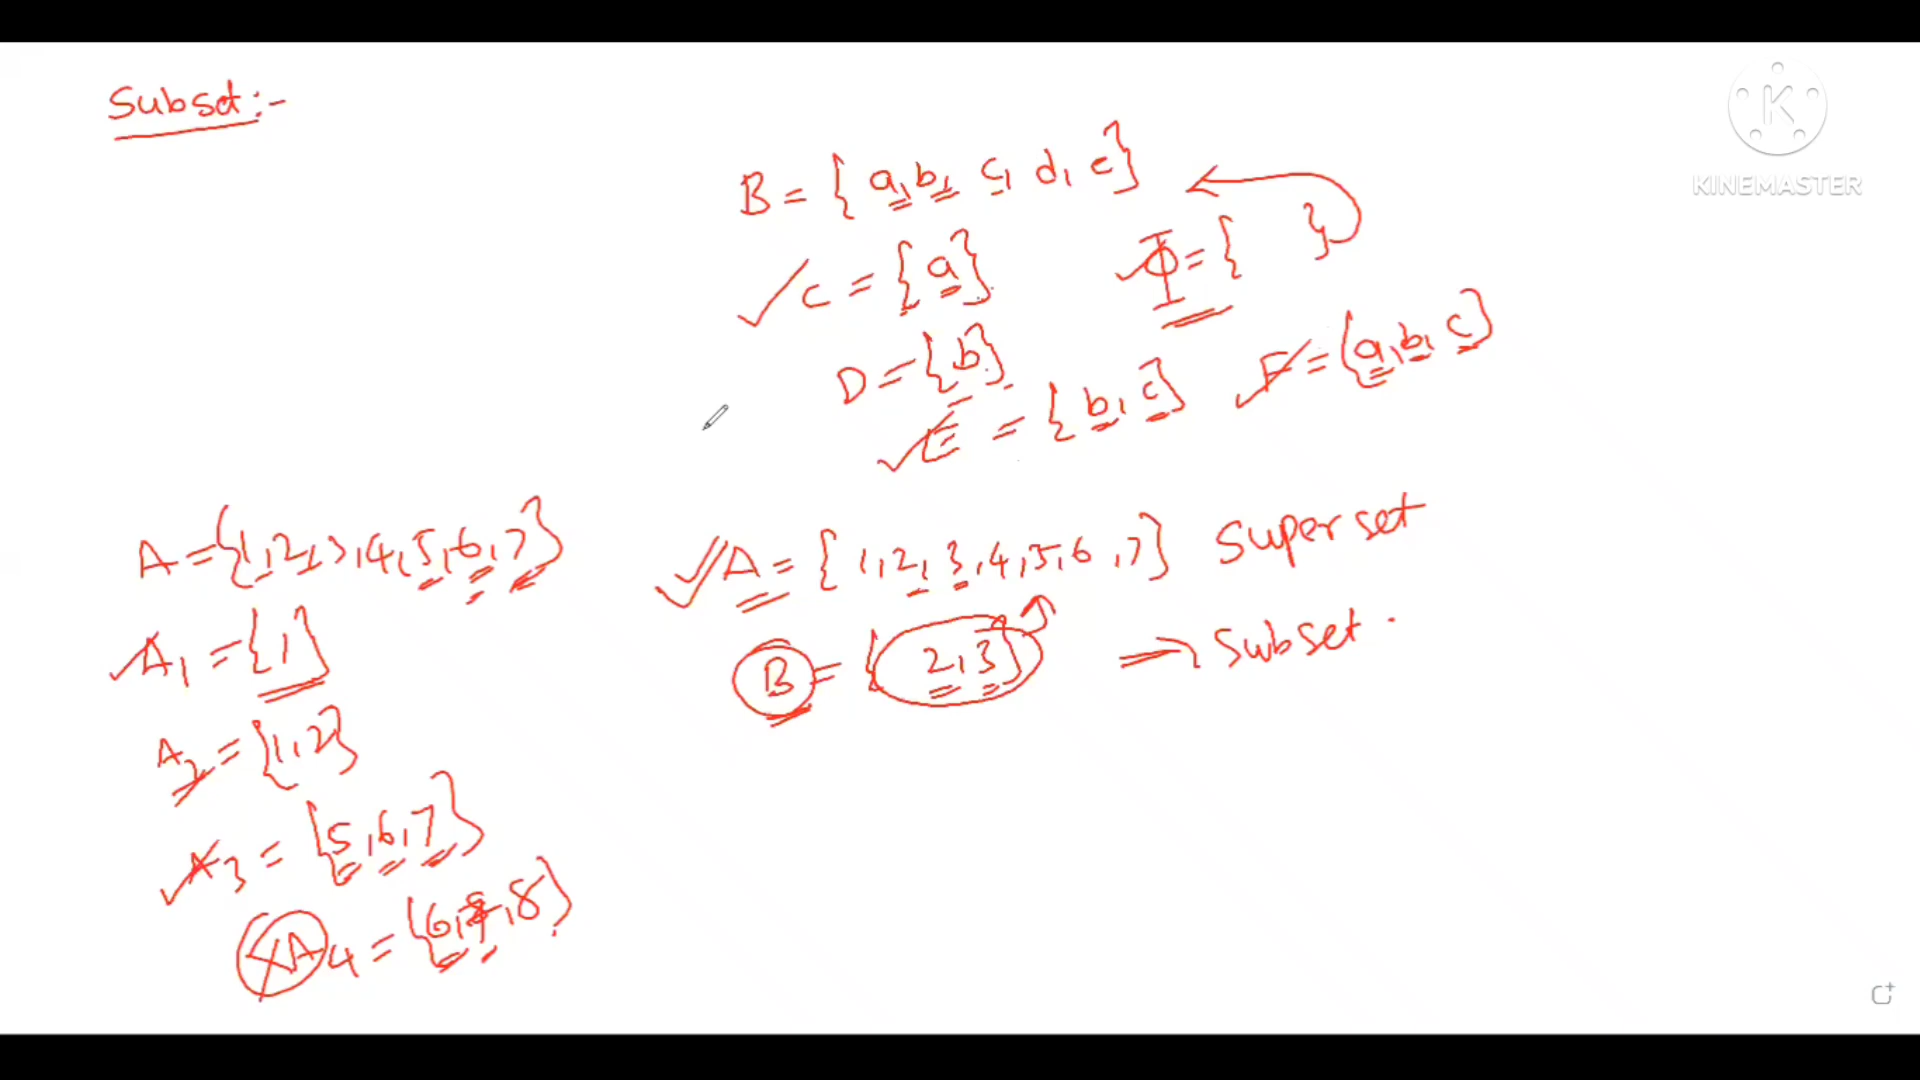 Subset:-
B = { a, b, c, d, e }
C = { a }
Φ = { }
D = { b }
E = { b, c }
F = { a, b, c }
A = { 1, 2, 3, 4, 5, 6, 7 }
A1 = { 1 }
A2 = { 1, 2 }
A3 = { 5, 6, 7 }
A4 = { 6, 7, 8 }
A = { 1, 2, 3, 4, 5, 6, 7 } Super set
B = { 2, 3 } ⇒ Subset.
KINEMASTER